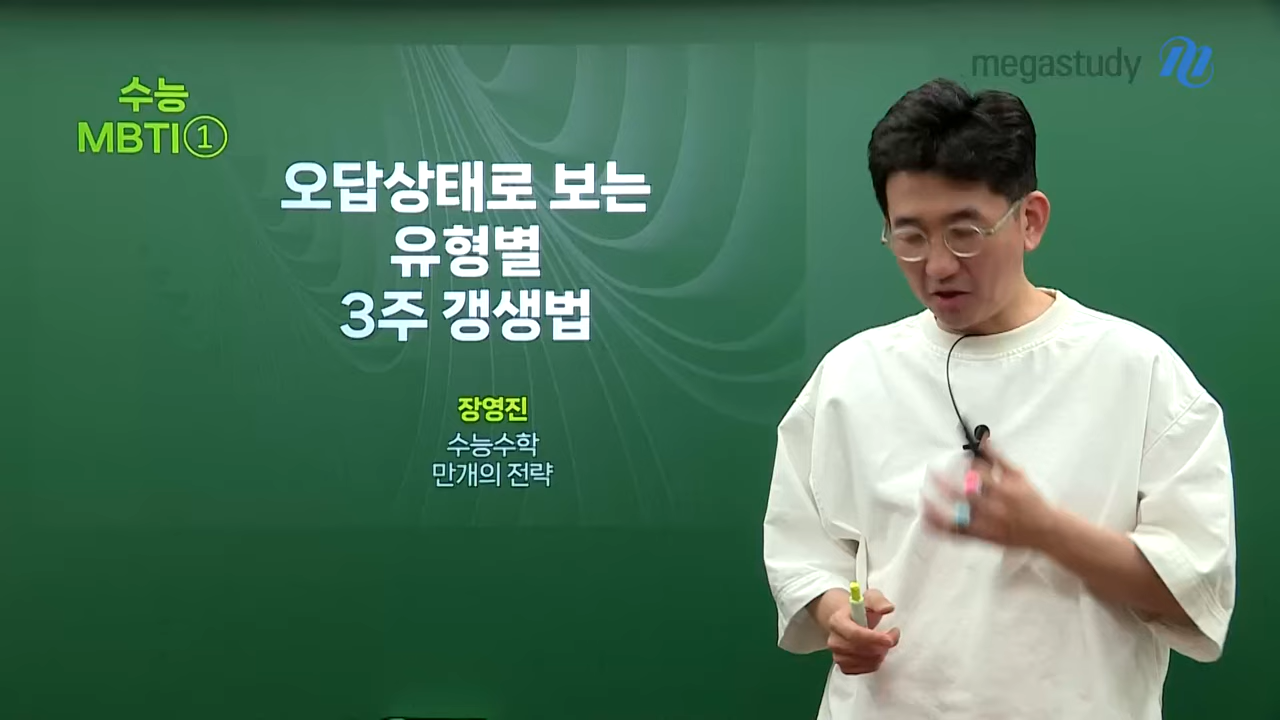 megastudy
수능
MBTI①
오답상태로 보는
유형별
3주 갱생법
장영진
수능수학
만개의 전략